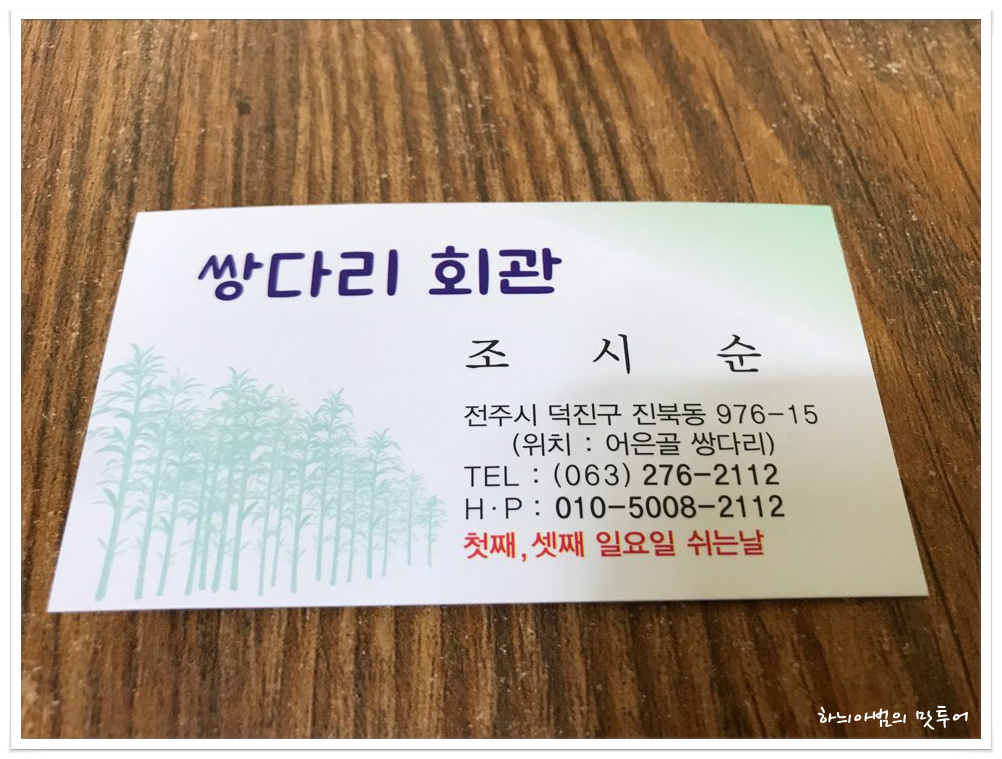 쌍다리 회관
조 시 순
전주시 덕진구 진북동 976-15
(위치 : 어은골 쌍다리)
TEL : (063) 276-2112
H·P : 010-5008-2112
첫째, 셋째 일요일 쉬는날
하늬아범의 맛투어